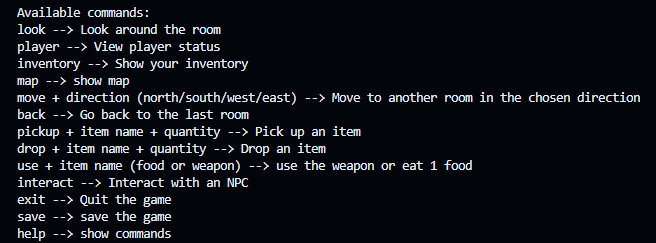 Available commands:
look --> Look around the room
player --> View player status
inventory --> Show your inventory
map --> show map
move + direction (north/south/west/east) --> Move to another room in the chosen direction
back --> Go back to the last room
pickup + item name + quantity --> Pick up an item
drop + item name + quantity --> Drop an item
use + item name (food or weapon) --> use the weapon or eat 1 food
interact --> Interact with an NPC
exit --> Quit the game
save --> save the game
help --> show commands